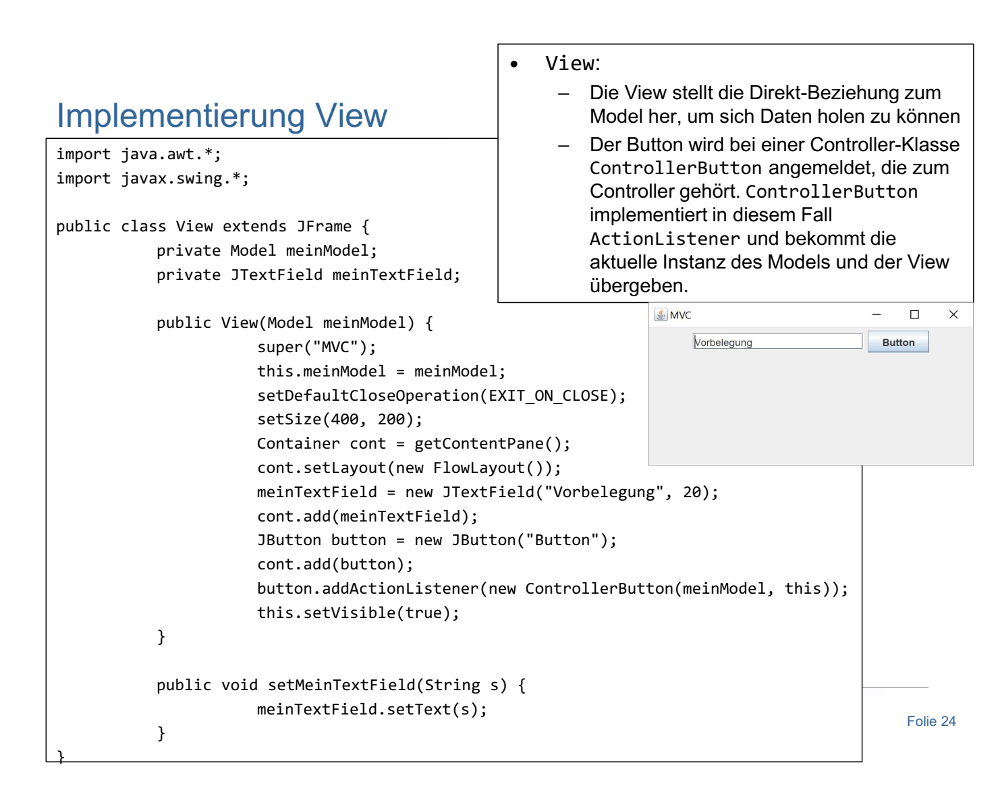 Implementierung View
• View:
– Die View stellt die Direkt-Beziehung zum
Model her, um sich Daten holen zu können
– Der Button wird bei einer Controller-Klasse
ControllerButton angemeldet, die zum
Controller gehört. ControllerButton
implementiert in diesem Fall
ActionListener und bekommt die
aktuelle Instanz des Models und der View
übergeben.
import java.awt.*;
import javax.swing.*;
public class View extends JFrame {
private Model meinModel;
private JTextField meinTextField;
public View(Model meinModel) {
super("MVC");
this.meinModel = meinModel;
setDefaultCloseOperation(EXIT_ON_CLOSE);
setSize(400, 200);
Container cont = getContentPane();
cont.setLayout(new FlowLayout());
meinTextField = new JTextField("Vorbelegung", 20);
cont.add(meinTextField);
JButton button = new JButton("Button");
cont.add(button);
button.addActionListener(new ControllerButton(meinModel, this));
this.setVisible(true);
}
public void setMeinTextField(String s) {
meinTextField.setText(s);
}
}
MVC
Vorbelegung Button
Folie 24